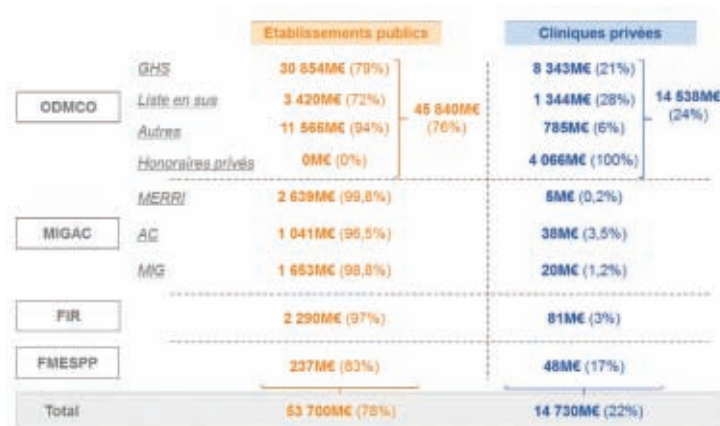 Etablissements publics Cliniques privées
GHS 30 854M€ (79%) 8 343M€ (21%)
ODMCO Liste en sus 3 420M€ (72%) 45 840M€ (76%) 1 344M€ (28%) 14 538M€ (24%)
Autres 11 566M€ (94%) 785M€ (6%)
Honoraires privés 0M€ (0%) 4 066M€ (100%)
MERRI 2 639M€ (99,8%) 5M€ (0,2%)
MIGAC AC 1 041M€ (96,5%) 38M€ (3,5%)
MIG 1 653M€ (98,8%) 20M€ (1,2%)
FIR 2 290M€ (97%) 81M€ (3%)
FMESPP 237M€ (83%) 48M€ (17%)
Total 53 700M€ (78%) 14 730M€ (22%)